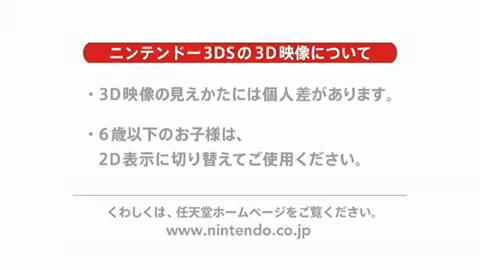 ニンテンドー3DSの3D映像について
・3D映像の見えかたには個人差があります。
・6歳以下のお子様は、
2D表示に切り替えてご使用ください。
くわしくは、任天堂ホームページをご覧ください。
www.nintendo.co.jp